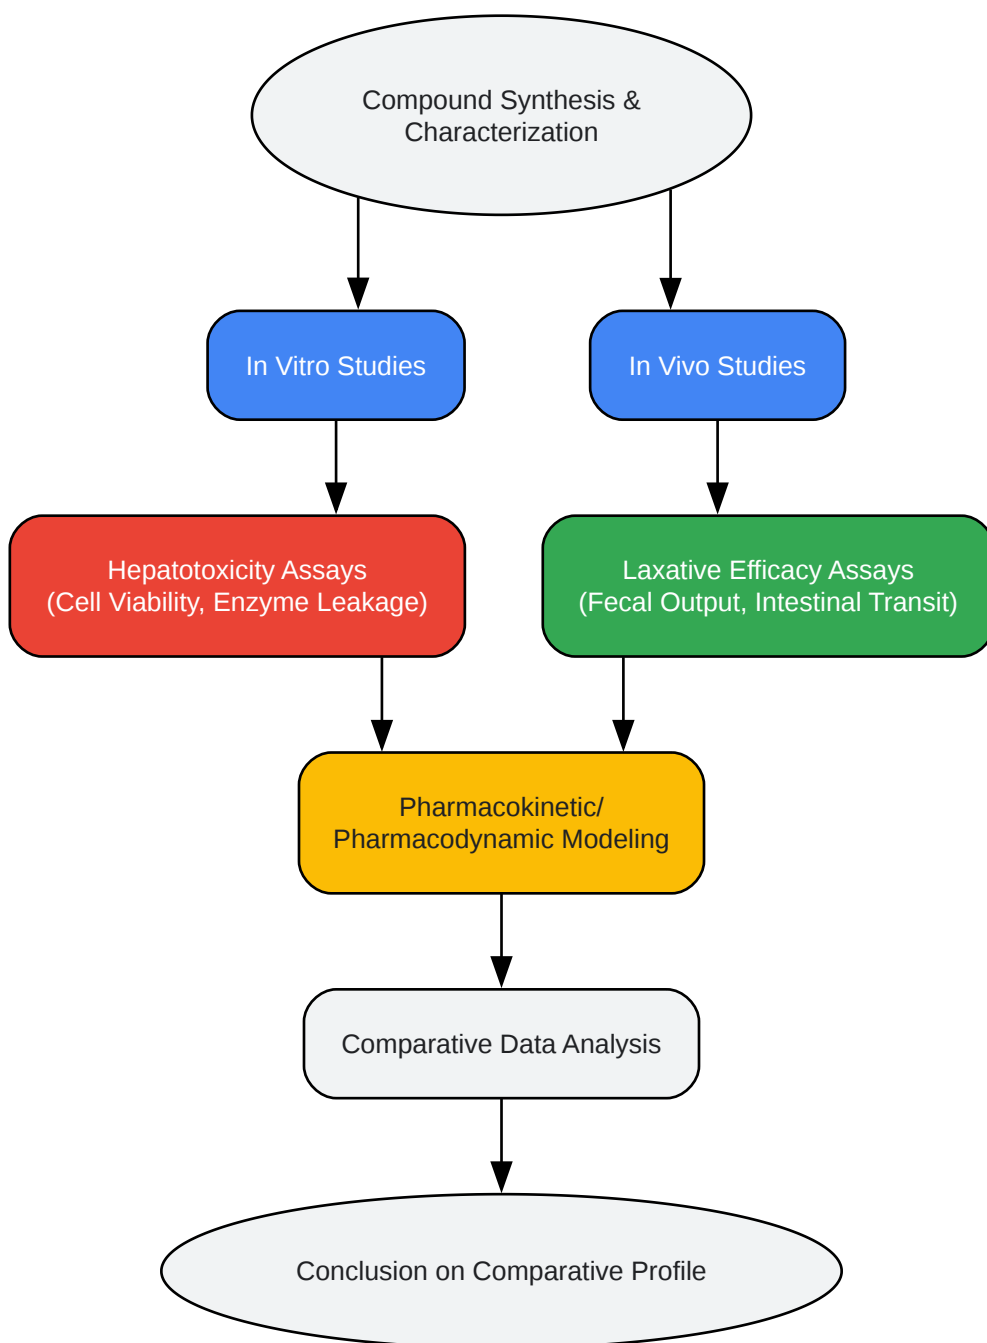 Compound Synthesis &
Characterization
In Vitro Studies
In Vivo Studies
Hepatotoxicity Assays
(Cell Viability, Enzyme Leakage)
Laxative Efficacy Assays
(Fecal Output, Intestinal Transit)
Pharmacokinetic/
Pharmacodynamic Modeling
Comparative Data Analysis
Conclusion on Comparative Profile